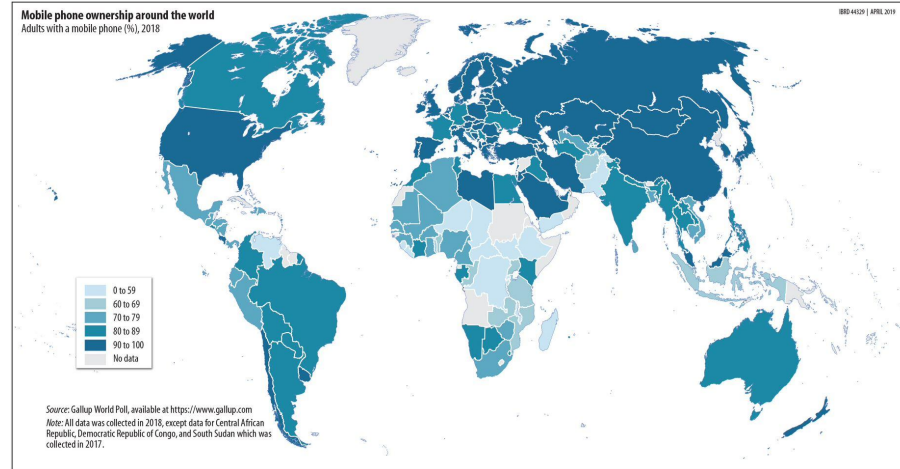 Mobile phone ownership around the world
Adults with a mobile phone (%), 2018
IBRD 44329 | APRIL 2019
0 to 59
60 to 69
70 to 79
80 to 89
90 to 100
No data
Source: Gallup World Poll, available at https://www.gallup.com
Note: All data was collected in 2018, except data for Central African
Republic, Democratic Republic of Congo, and South Sudan which was
collected in 2017.